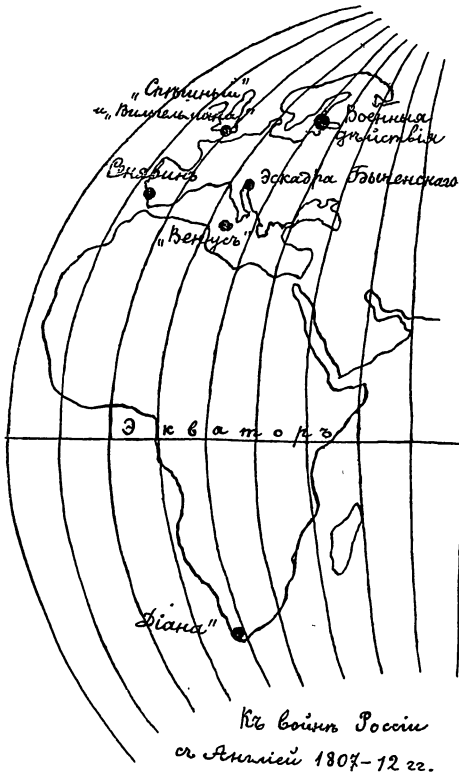 „Спѣшный"
и „Вильгельмина"
Военныя
дѣйствія
Сенявинъ
Эскадра Быченскаго
„Венусъ"
Экваторъ
„Діана"
Къ войнѣ Россіи
съ Англіей 1807-12 гг.